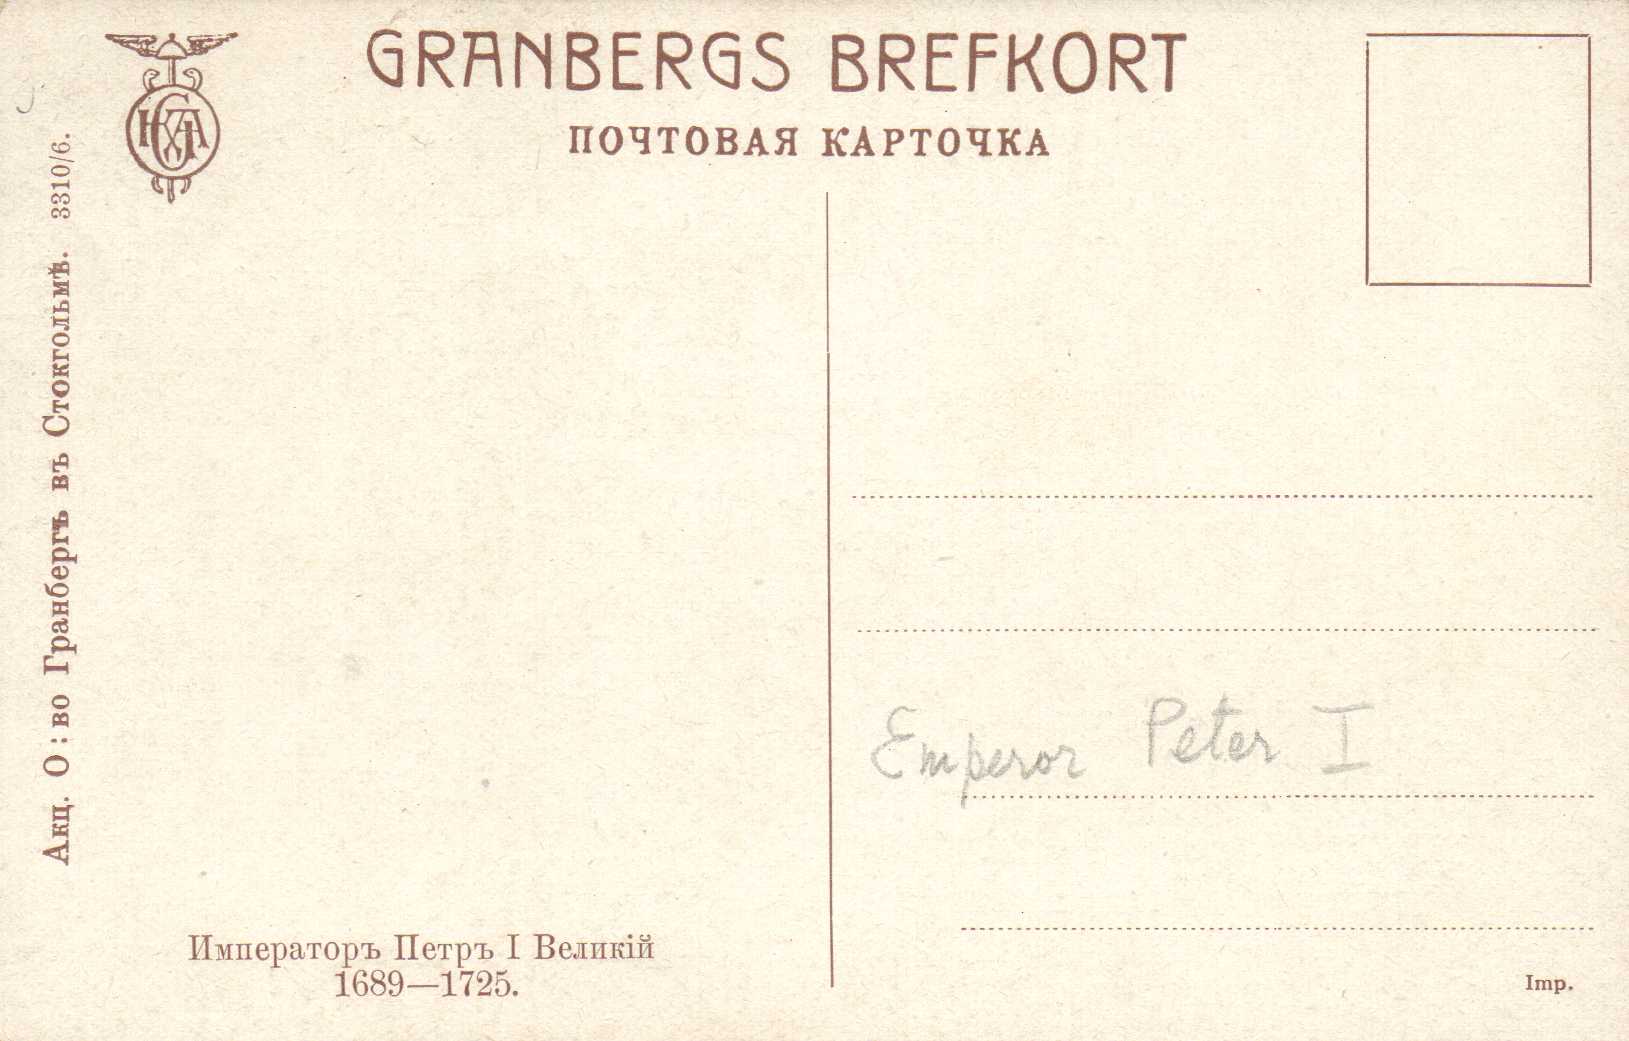 GRANBERGS BREFKORT
ПОЧТОВАЯ КАРТОЧКА
Акц. О:во Гранбергъ въ Стокгольмѣ. 3310/6.
Emperor Peter I
Императоръ Петръ I Великій
1689—1725.
Imp.